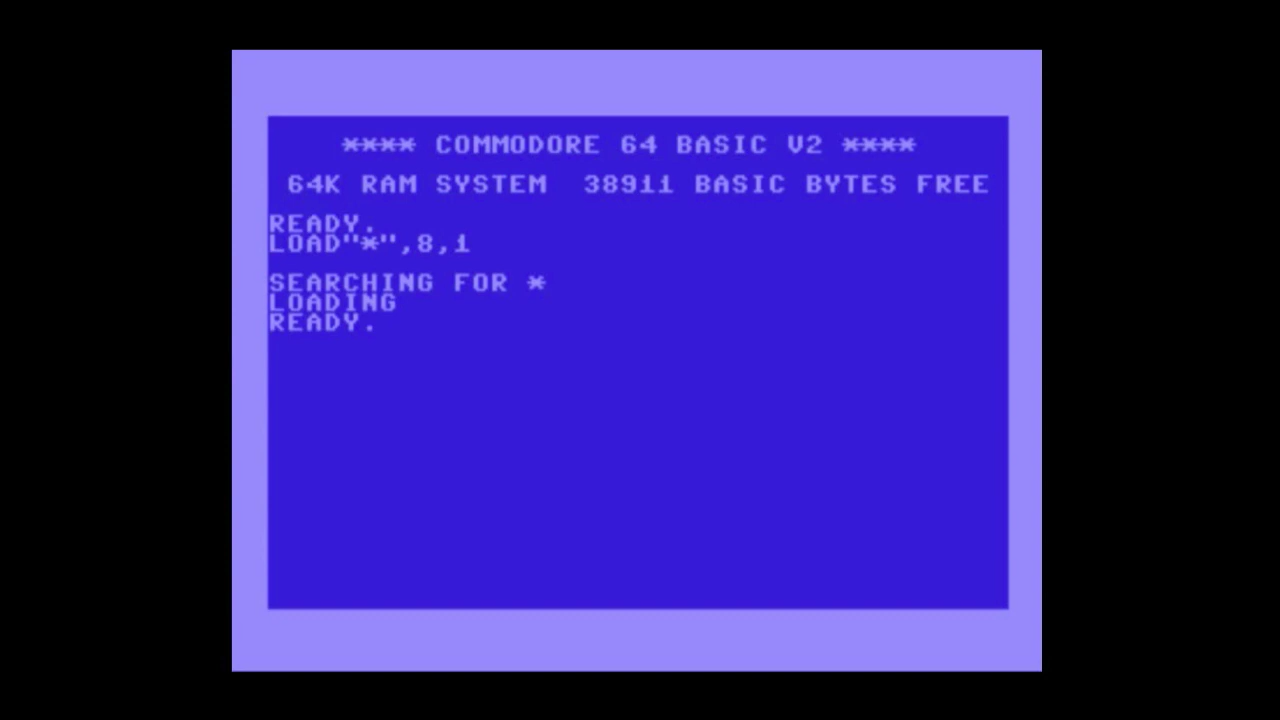 **** COMMODORE 64 BASIC V2 ****
64K RAM SYSTEM  38911 BASIC BYTES FREE
READY.
LOAD"*",8,1
SEARCHING FOR *
LOADING
READY.